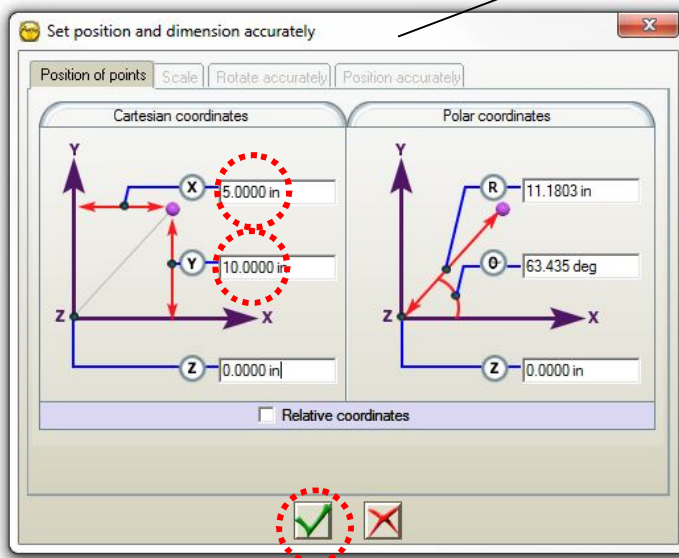 Set position and dimension accurately
X
Position of points Scale Rotate accurately Position accurately
Cartesian coordinates
Y
X 5.0000 in
Y 10.0000 in
Z X
Z 0.0000 in
Polar coordinates
Y
R 11.1803 in
Θ 63.435 deg
Z X
Z 0.0000 in
Relative coordinates